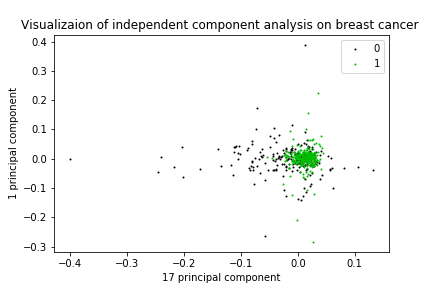 Visualizaion of independent component analysis on breast cancer
0
1
0.4
0.3
0.2
0.1
0.0
−0.1
−0.2
−0.3
1 principal component
−0.4 −0.3 −0.2 −0.1 0.0 0.1
17 principal component